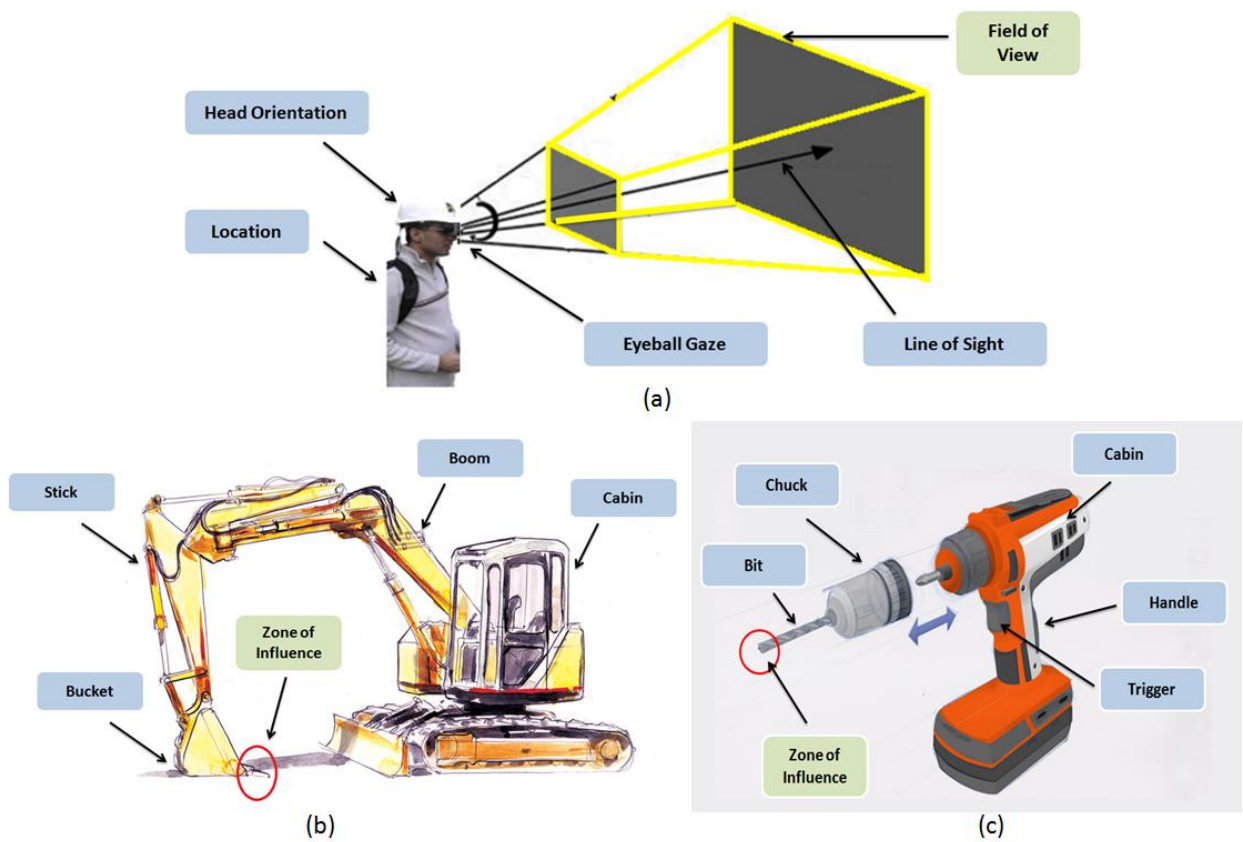 Field of
View
Head Orientation
Location
Eyeball Gaze
Line of Sight
(a)
Boom
Stick
Cabin
Zone of
Influence
Bucket
(b)
Cabin
Chuck
Bit
Handle
Trigger
Zone of
Influence
(c)